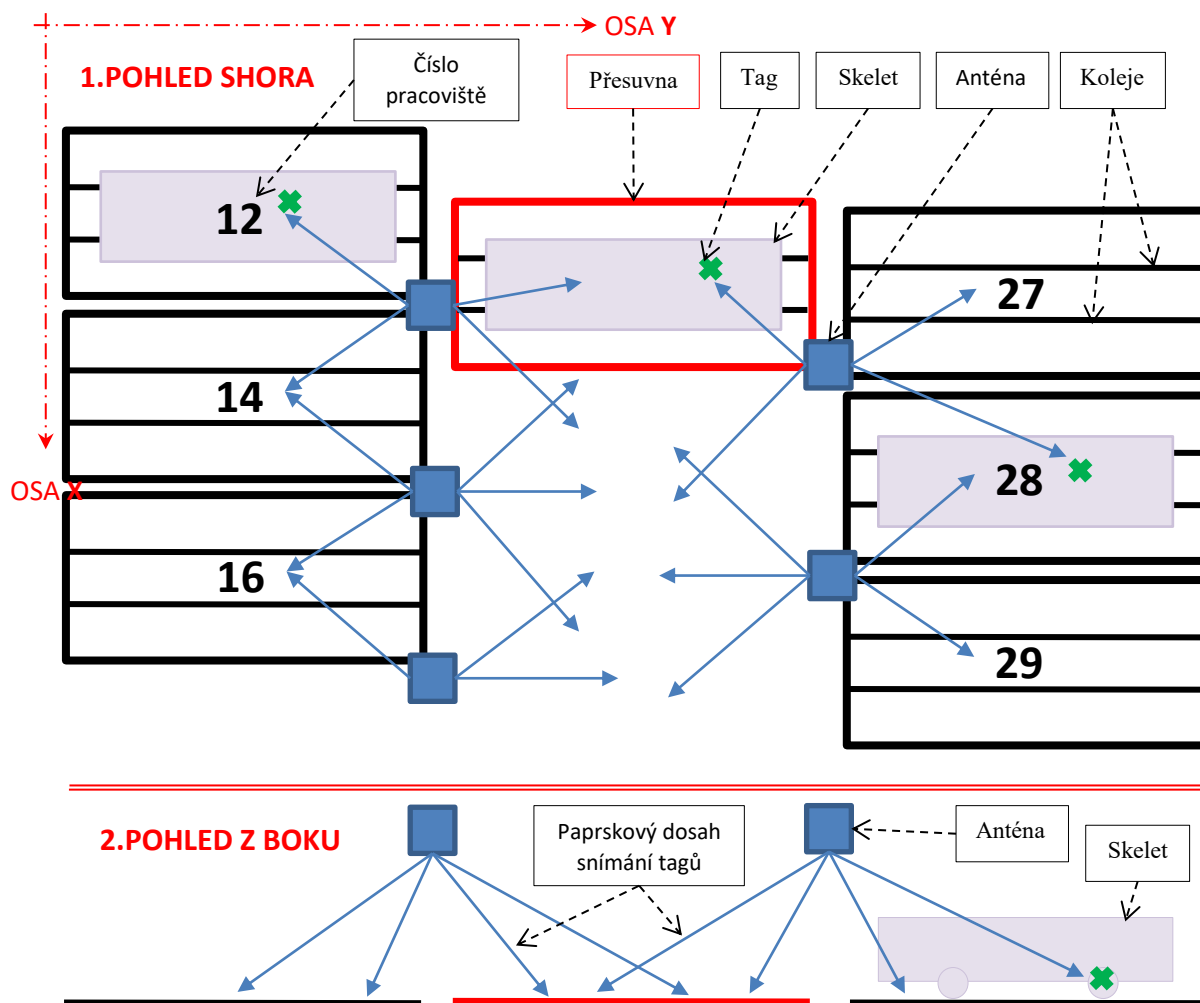 OSA Y
1.POHLED SHORA
Číslo
pracoviště
Přesuvna
Tag
Skelet
Anténa
Koleje
12
27
14
OSA X
28
16
29
2.POHLED Z BOKU
Paprskový dosah
snímání tagů
Anténa
Skelet